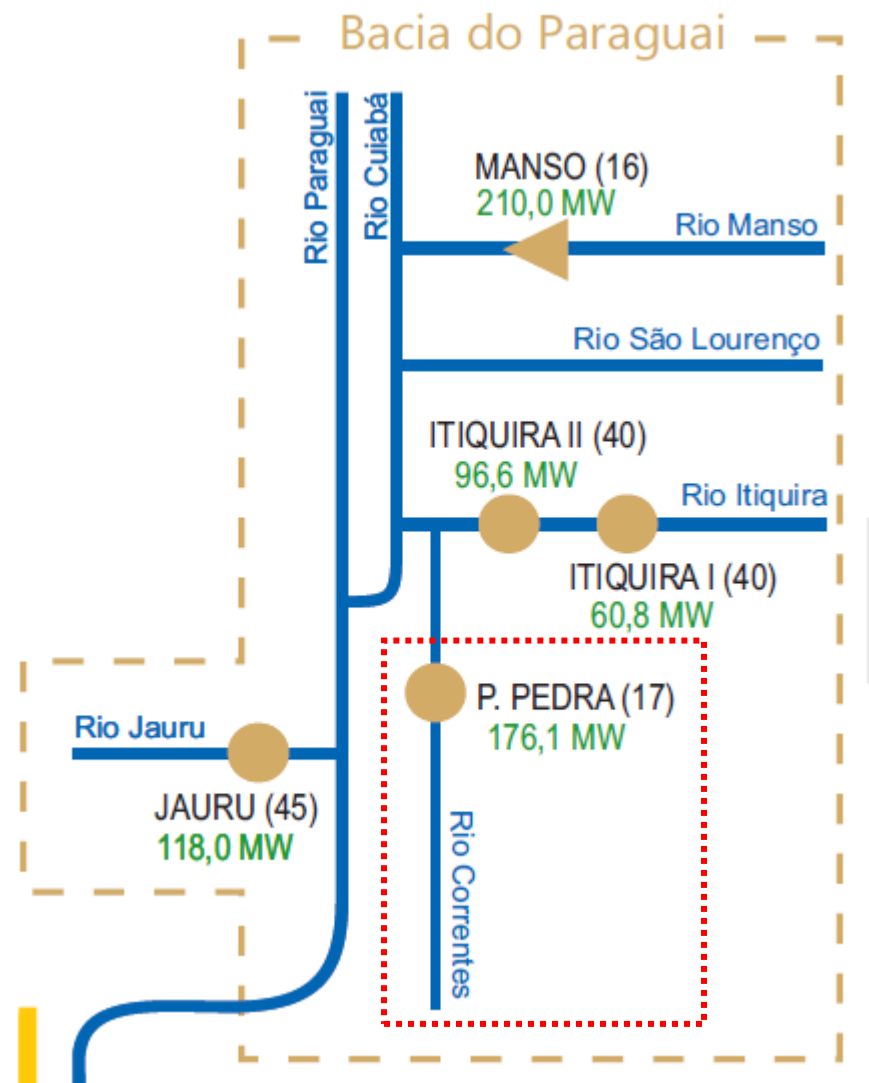 Bacia do Paraguai
Rio Paraguai
Rio Cuiabá
MANSO (16)
210,0 MW
Rio Manso
Rio São Lourenço
ITIQUIRA II (40)
96,6 MW
Rio Itiquira
ITIQUIRA I (40)
60,8 MW
P. PEDRA (17)
176,1 MW
Rio Jauru
JAURU (45)
118,0 MW
Rio Correntes